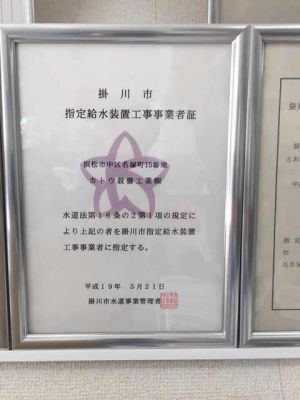 掛川市
指定給水装置工事事業者証
浜松市中区名塚町15番地
カトウ設備工業㈱
水道法第16条の2第1項の規定に
より上記の者を掛川市指定給水装置
工事事業者に指定する。
平成19年 5月21日
掛川市水道事業管理者
袋